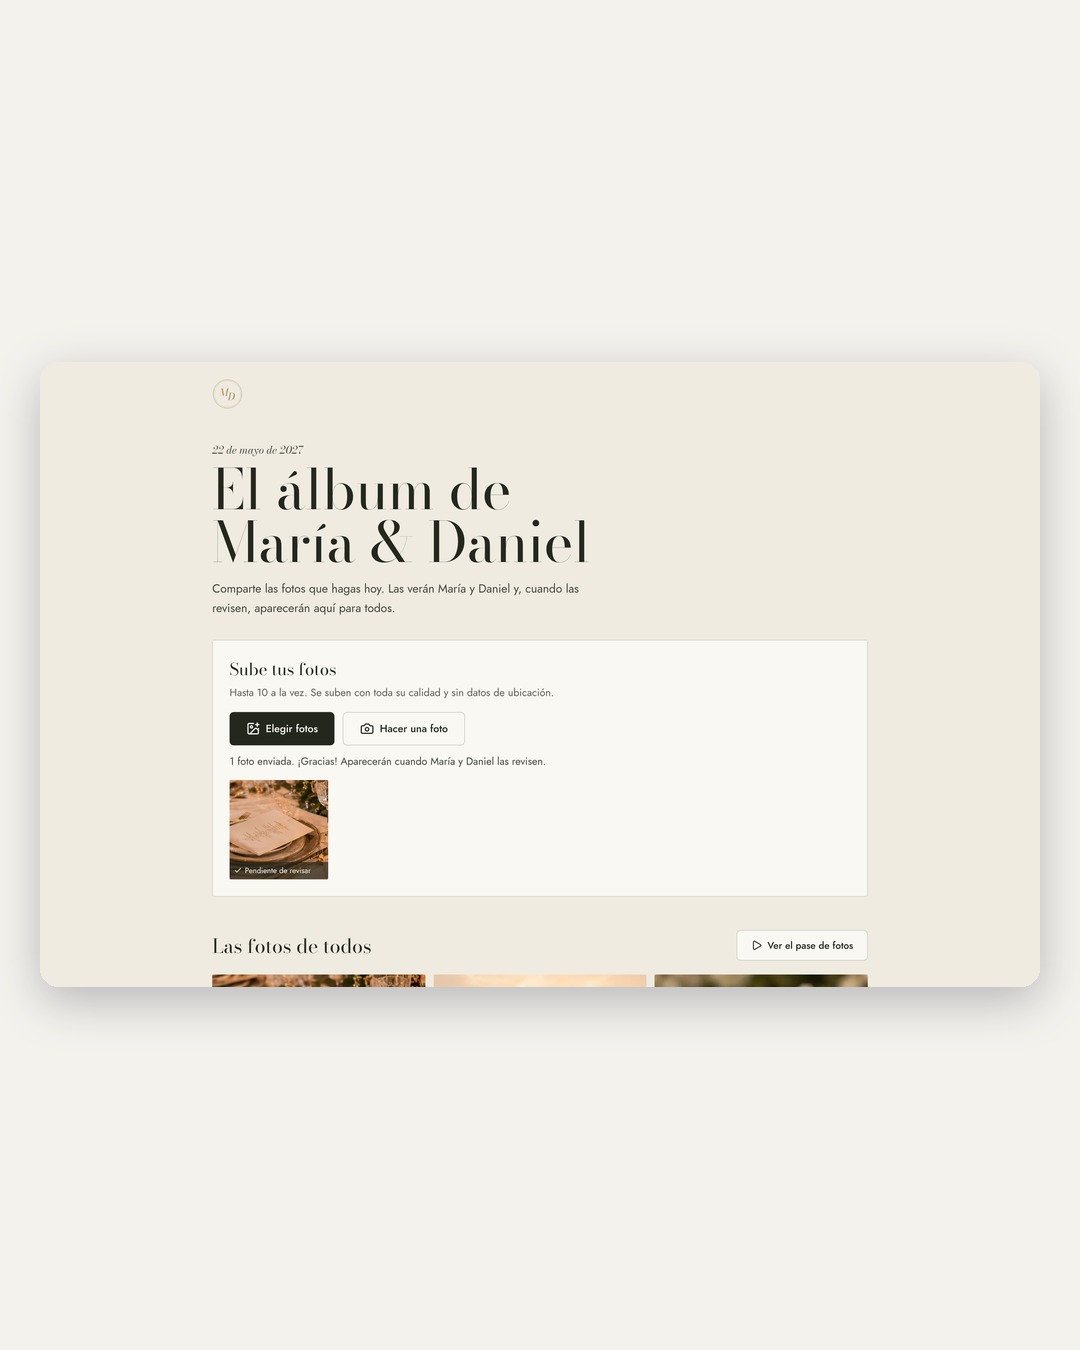 MD
22 de mayo de 2027
El álbum de
María & Daniel
Comparte las fotos que hagas hoy. Las verán María y Daniel y, cuando las
revisen, aparecerán aquí para todos.
Sube tus fotos
Hasta 10 a la vez. Se suben con toda su calidad y sin datos de ubicación.
Elegir fotos
Hacer una foto
1 foto enviada. ¡Gracias! Aparecerán cuando María y Daniel las revisen.
Pendiente de revisar
Las fotos de todos
Ver el pase de fotos